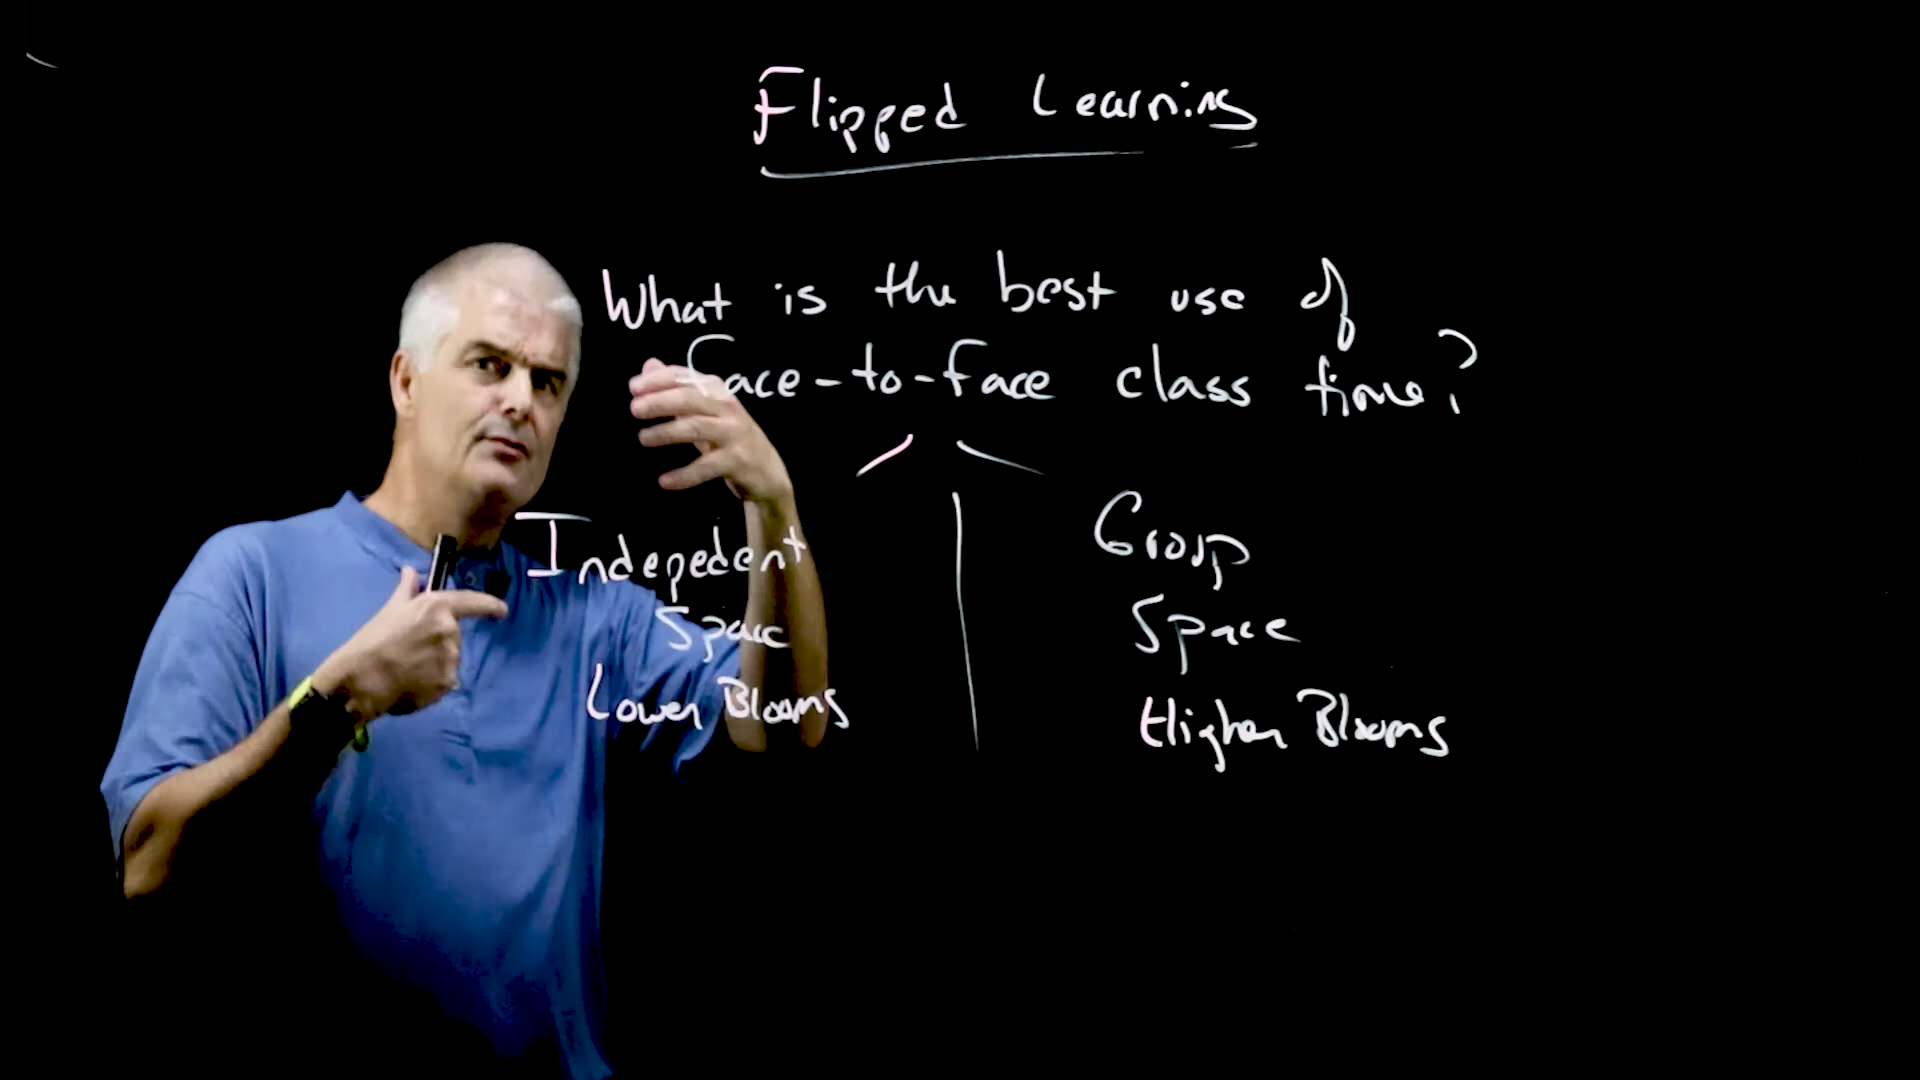 Flipped Learning
What is the best use of
face-to-face class time?
Indepedent
Space
Lower Blooms
Group
Space
Higher Blooms